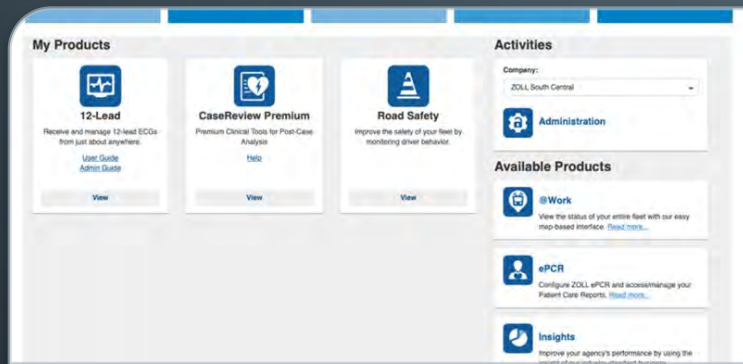 My Products
12-Lead
Receive and manage 12-lead ECGs
from just about anywhere.
User Guide
Admin Guide
View
CaseReview Premium
Premium Clinical Tools for Post-Case
Analysis
Help
View
Road Safety
Improve the safety of your fleet by
monitoring driver behavior.
View
Activities
Company:
ZOLL South Central
Administration
Available Products
@Work
View the status of your entire fleet with our easy
map-based interface. Read more...
ePCR
Configure ZOLL ePCR and access/manage your
Patient Care Reports. Read more...
Insights
Improve your agency's performance by using the